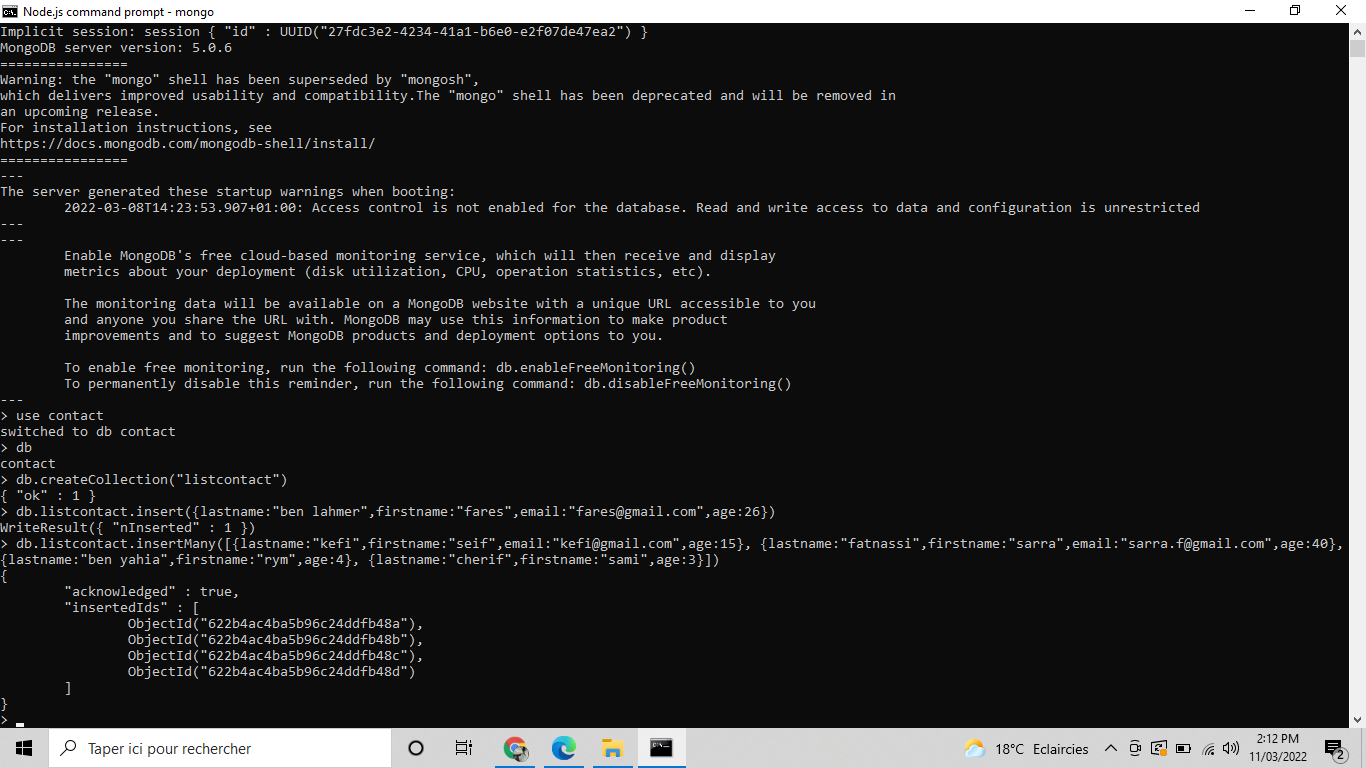 Node.js command prompt - mongo
Implicit session: session { "id" : UUID("27fdc3e2-4234-41a1-b6e0-e2f07de47ea2") }
MongoDB server version: 5.0.6
================
Warning: the "mongo" shell has been superseded by "mongosh",
which delivers improved usability and compatibility.The "mongo" shell has been deprecated and will be removed in
an upcoming release.
For installation instructions, see
https://docs.mongodb.com/mongodb-shell/install/
================
---
The server generated these startup warnings when booting:
        2022-03-08T14:23:53.907+01:00: Access control is not enabled for the database. Read and write access to data and configuration is unrestricted
---
---
        Enable MongoDB's free cloud-based monitoring service, which will then receive and display
        metrics about your deployment (disk utilization, CPU, operation statistics, etc).

        The monitoring data will be available on a MongoDB website with a unique URL accessible to you
        and anyone you share the URL with. MongoDB may use this information to make product
        improvements and to suggest MongoDB products and deployment options to you.

        To enable free monitoring, run the following command: db.enableFreeMonitoring()
        To permanently disable this reminder, run the following command: db.disableFreeMonitoring()
---
> use contact
switched to db contact
> db
contact
> db.createCollection("listcontact")
{ "ok" : 1 }
> db.listcontact.insert({lastname:"ben lahmer",firstname:"fares",email:"fares@gmail.com",age:26})
WriteResult({ "nInserted" : 1 })
> db.listcontact.insertMany([{lastname:"kefi",firstname:"seif",email:"kefi@gmail.com",age:15}, {lastname:"fatnassi",firstname:"sarra",email:"sarra.f@gmail.com",age:40},
{lastname:"ben yahia",firstname:"rym",age:4}, {lastname:"cherif",firstname:"sami",age:3}])
{
        "acknowledged" : true,
        "insertedIds" : [
                ObjectId("622b4ac4ba5b96c24ddfb48a"),
                ObjectId("622b4ac4ba5b96c24ddfb48b"),
                ObjectId("622b4ac4ba5b96c24ddfb48c"),
                ObjectId("622b4ac4ba5b96c24ddfb48d")
        ]
}
>
Taper ici pour rechercher
18°C Eclaircies
2:12 PM
11/03/2022
2